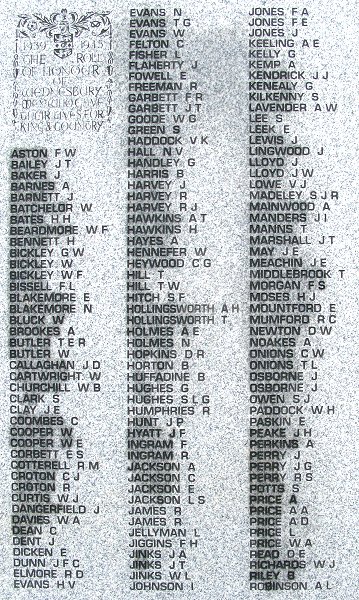 1939 1945
THE ROLL
OF HONOUR
OF
WEDNESBURY
MEN WHO GAVE
THEIR LIVES FOR
KING & COUNTRY
ASTON F W
BAILEY J T
BAKER J
BARNES A
BARNETT J
BATCHELOR W
BATES H H
BEARDMORE W F
BENNETT H
BICKLEY G W
BICKLEY W
BICKLEY W F
BISSELL F L
BLAKEMORE E
BLAKEMORE N
BLUCK V
BROOKES A
BUTLER T E R
BUTLER W
CALLAGHAN J D
CARTWRIGHT W
CHURCHILL W B
CLARK S
CLAY J E
COOMBES C
COOPER W
COOPER W E
CORBETT E S
COTTERELL R M
CROTON C J
CROTON R
CURTIS W J
DANGERFIELD J
DAVIES W A
DEAN C
DENT J
DICKEN E
DUNN J F C
ELMORE R D
EVANS H V
EVANS N
EVANS T G
EVANS W
FELTON C
FISHER L
FLAHERTY J
FOWELL E
FREEMAN R
GARBETT F R
GARBETT J T
GOODE W G
GREEN S
HADDOCK V K
HALL N V
HANDLEY G
HARRIS B
HARVEY J
HARVEY R
HARVEY R J
HAWKINS A T
HAWKINS H
HAYES A
HENNEFER W
HEYWOOD C G
HILL T
HILL T W
HITCH S F
HOLLINGSWORTH A H
HOLLINGSWORTH T
HOLMES A E
HOLMES N
HOPKINS D R
HORTON B
HUFFADINE B
HUGHES G
HUGHES S L G
HUMPHRIES R
HUNT J P
HYATT J F
INGRAM F
INGRAM R
JACKSON A
JACKSON C
JACKSON E
JACKSON L S
JAMES R
JAMES R
JELLYMAN L
JIGGINS F H
JINKS J T
JINKS W L
JOHNSON I
JONES F A
JONES F E
JONES J
KEELING A E
KELLY G
KEMP A
KENDRICK J J
KENEALY G
KILKENNY S
LAVENDER A W
LEE S
LEEK E
LEWIS J
LINGWOOD J
LLOYD J
LLOYD J W
LOWE V J
MADELEY S J R
MAINWOOD A
MANDERS J I
MANNS T
MARSHALL J T
MAY J E
MEACHIN J E
MIDDLEBROOK T
MORGAN F S
MOSES H J
MOUNTFORD E
MUMFORD R C
NEWTON D W
NOAKES A
ONIONS C W
ONIONS T L
OSBORNE J
OSBORNE J
OWEN S J
PADDOCK W H
PASKIN E
PEAKE J H
PERKINS A
PERRY J
PERRY J G
PERRY R S
POTTS S
PRICE A
PRICE A A
PRICE A D
PRICE L
PRICE W A
READ D E
RICHARDS W J
RILEY B
ROBINSON A L